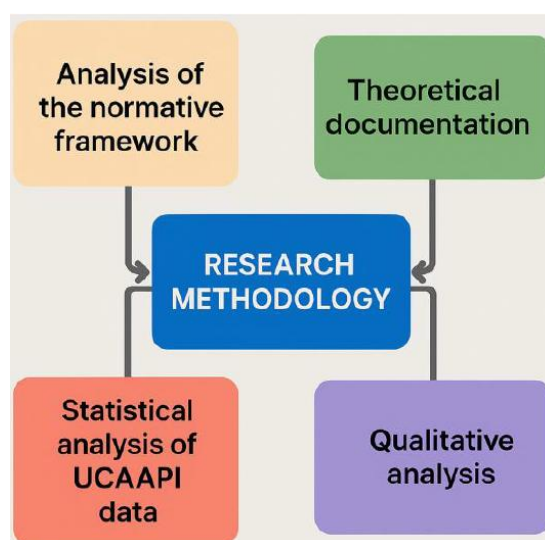 Analysis of
the normative
framework
Theoretical
documentation
RESEARCH
METHODOLOGY
Statistical
analysis of
UCAAPI
data
Qualitative
analysis